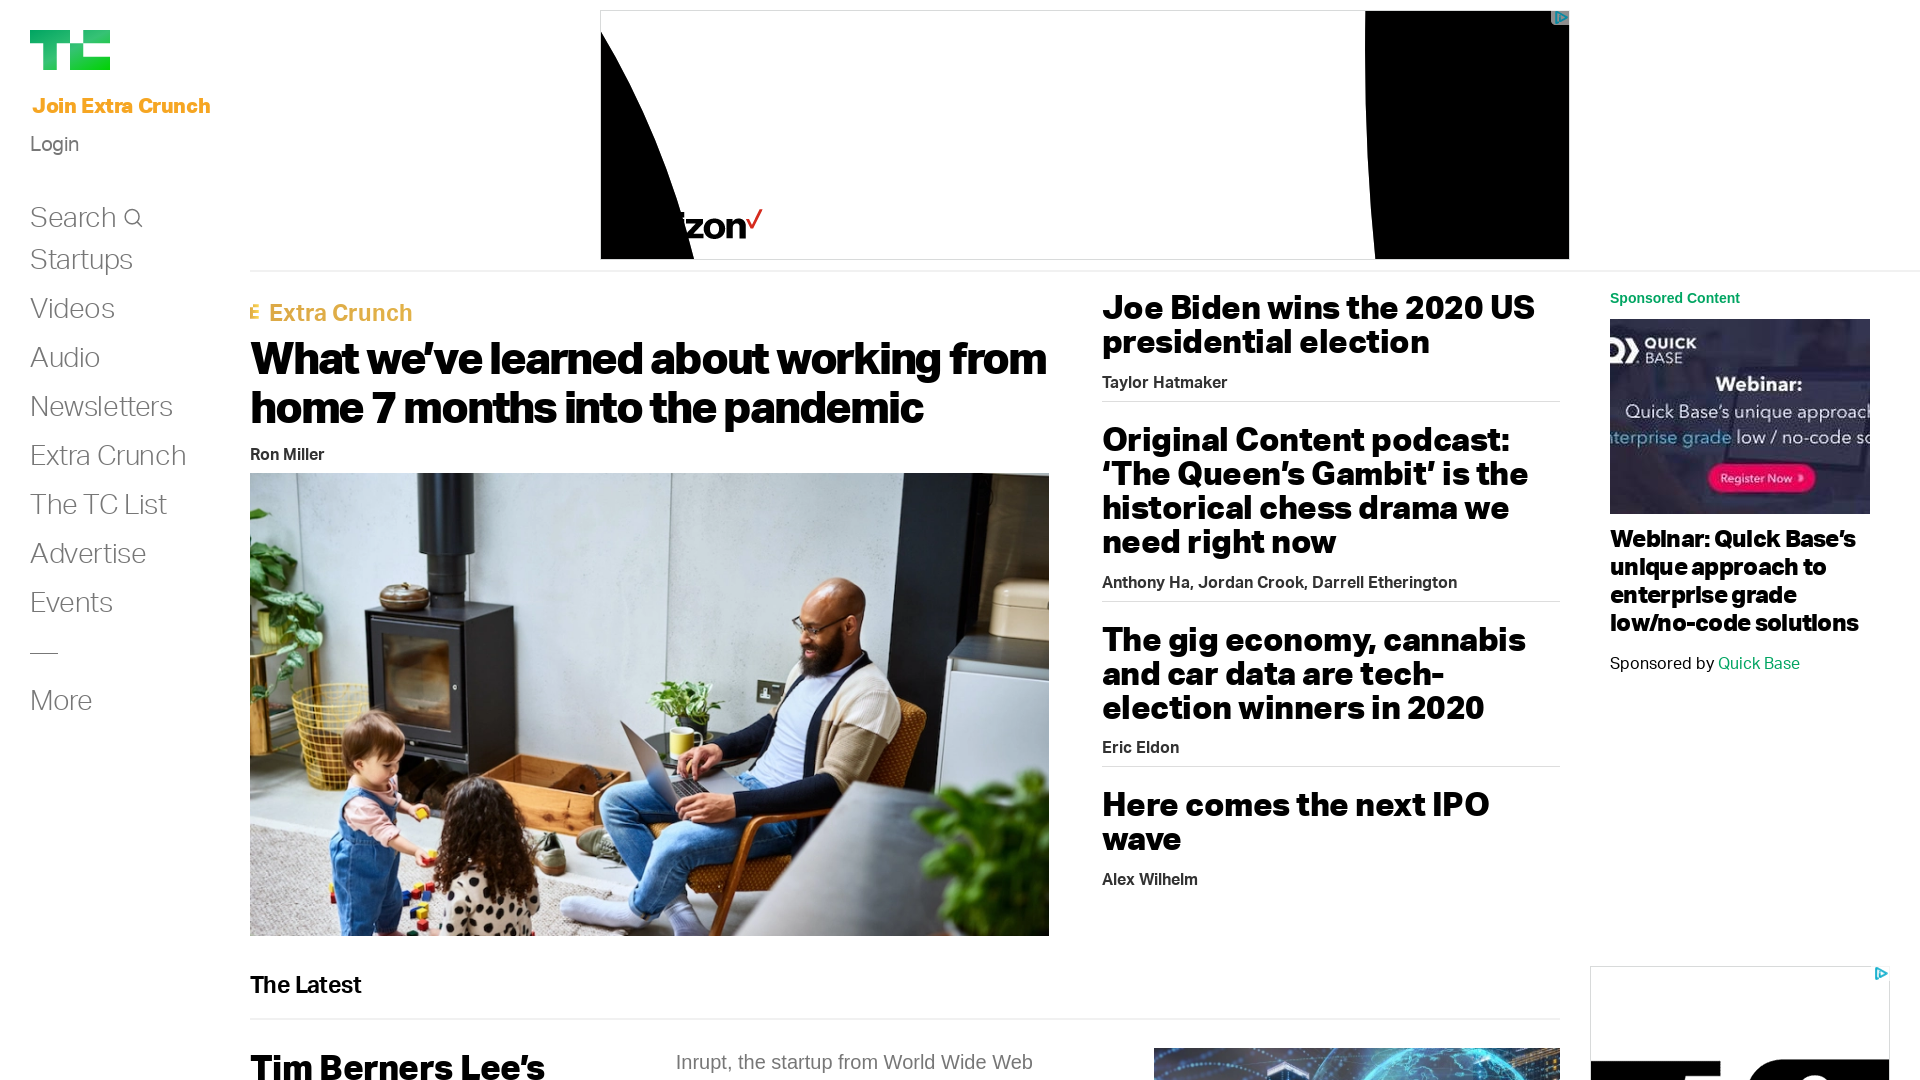 TC
Join Extra Crunch
Login
Search
Startups
Videos
Audio
Newsletters
Extra Crunch
The TC List
Advertise
Events
More
izon
Extra Crunch
What we’ve learned about working from
home 7 months into the pandemic
Ron Miller
Joe Biden wins the 2020 US
presidential election
Taylor Hatmaker
Original Content podcast:
‘The Queen’s Gambit’ is the
historical chess drama we
need right now
Anthony Ha, Jordan Crook, Darrell Etherington
The gig economy, cannabis
and car data are tech-
election winners in 2020
Eric Eldon
Here comes the next IPO
wave
Alex Wilhelm
Sponsored Content
QUICK
BASE
Webinar:
Quick Base’s unique approach
nterprise grade low / no-code so
Register Now
Webinar: Quick Base’s
unique approach to
enterprise grade
low/no-code solutions
Sponsored by Quick Base
The Latest
Tim Berners Lee’s
Inrupt, the startup from World Wide Web